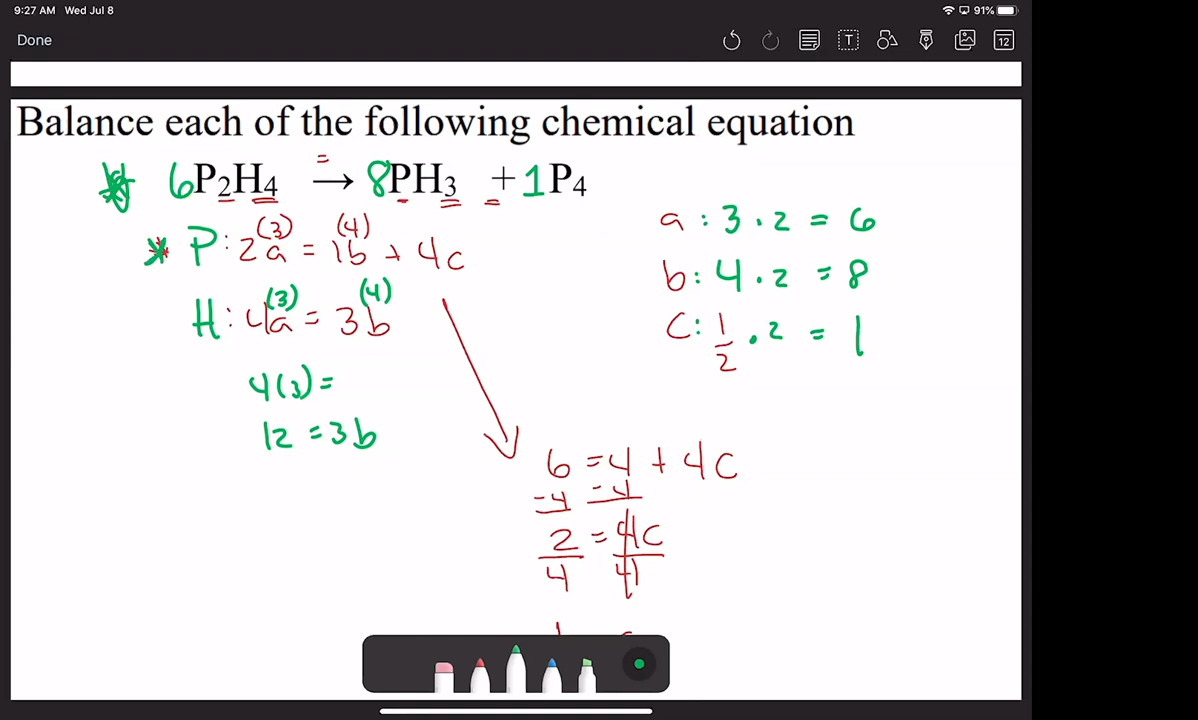 9:27 AM Wed Jul 8
91%
Done
T
12
Balance each of the following chemical equation
6P2H4 → 8PH3 + 1P4
=
(3) (4)
P: 2a = 1b + 4c
(3) (4)
H: 4a = 3b
4(3) =
12 = 3b
a : 3 · 2 = 6
b : 4 · 2 = 8
c : 1/2 · 2 = 1
6 = 4 + 4c
-4 -4
2 = 4c
4 4